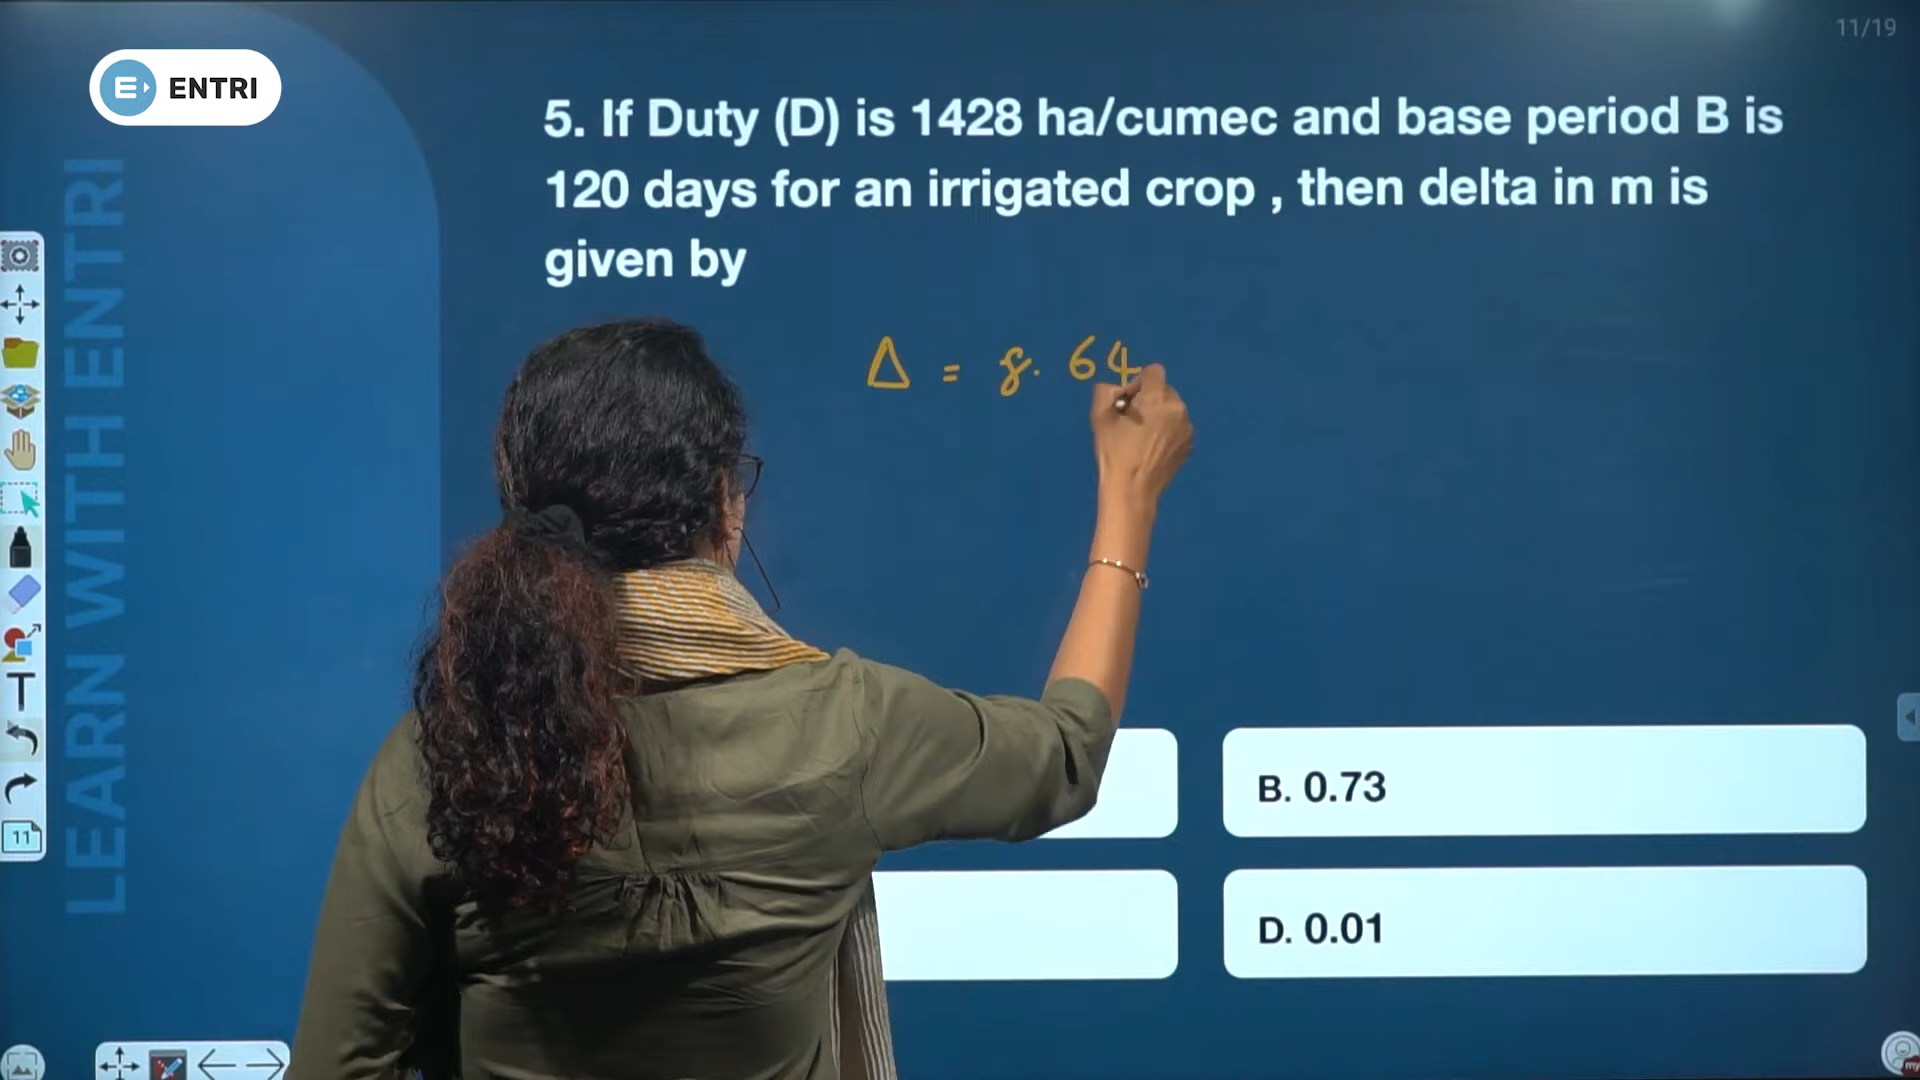 11/19
ENTRI
5. If Duty (D) is 1428 ha/cumec and base period B is
120 days for an irrigated crop , then delta in m is
given by
Δ = 8. 64
LEARN WITH ENTRI
B. 0.73
D. 0.01
T
11
my